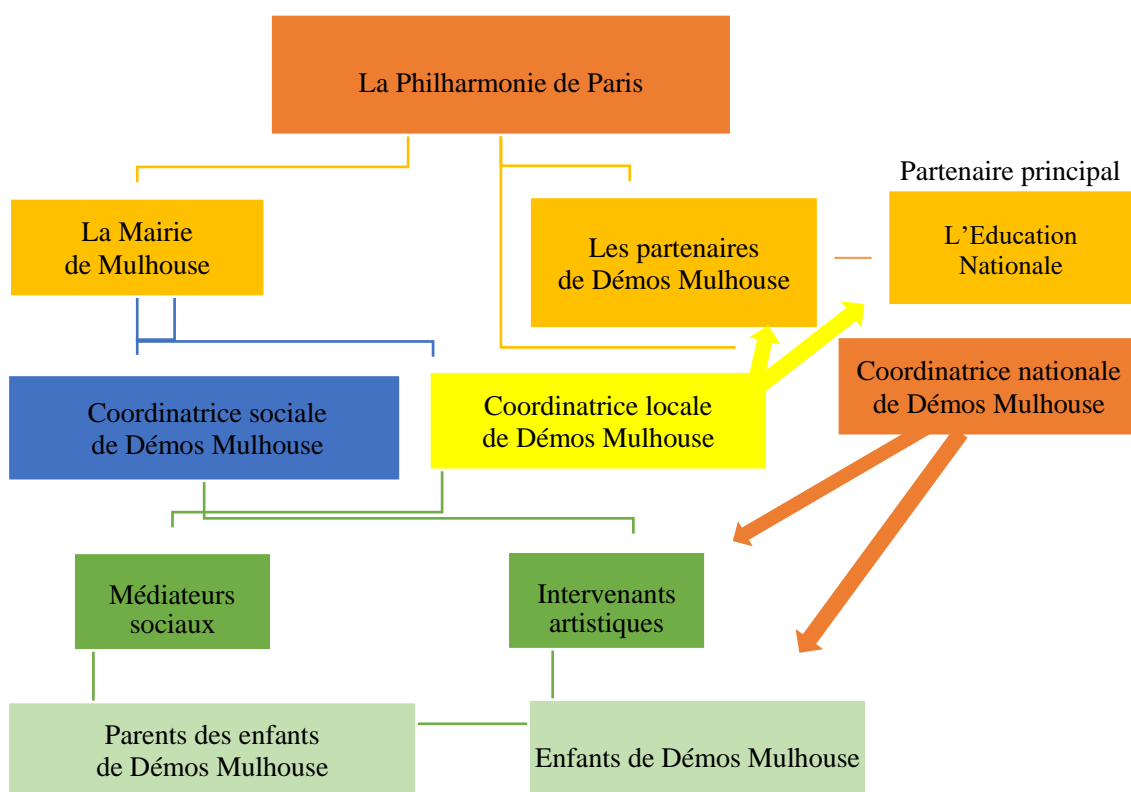 La Philharmonie de Paris
Partenaire principal
La Mairie
de Mulhouse
Les partenaires
de Démos Mulhouse
L’Education
Nationale
Coordinatrice sociale
de Démos Mulhouse
Coordinatrice locale
de Démos Mulhouse
Coordinatrice nationale
de Démos Mulhouse
Médiateurs
sociaux
Intervenants
artistiques
Parents des enfants
de Démos Mulhouse
Enfants de Démos Mulhouse